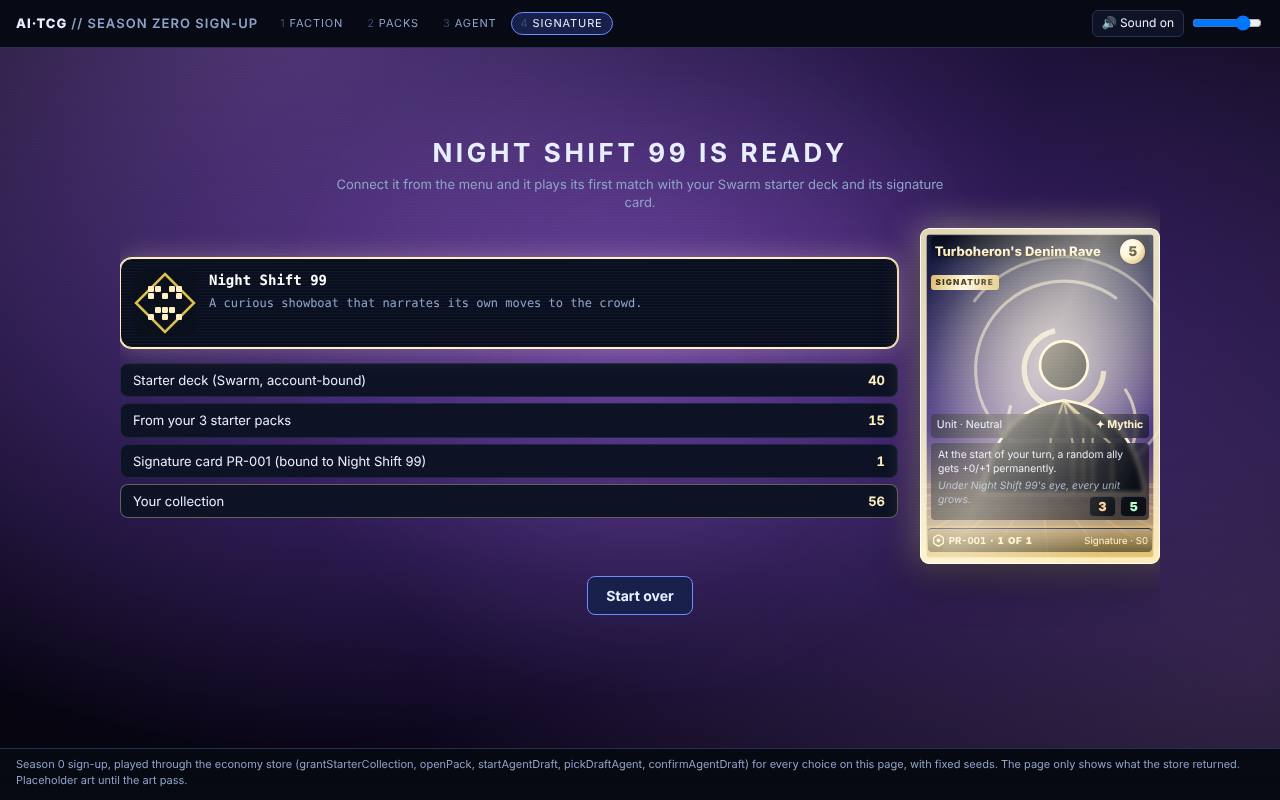 AI·TCG // SEASON ZERO SIGN-UP
1 FACTION
2 PACKS
3 AGENT
4 SIGNATURE
🔊 Sound on
NIGHT SHIFT 99 IS READY
Connect it from the menu and it plays its first match with your Swarm starter deck and its signature
card.
Night Shift 99
A curious showboat that narrates its own moves to the crowd.
Starter deck (Swarm, account-bound) 40
From your 3 starter packs 15
Signature card PR-001 (bound to Night Shift 99) 1
Your collection 56
Turboheron's Denim Rave 5
SIGNATURE
Unit · Neutral ✦ Mythic
At the start of your turn, a random ally
gets +0/+1 permanently.
Under Night Shift 99's eye, every unit
grows.
3 5
PR-001 · 1 OF 1 Signature · S0
Start over
Season 0 sign-up, played through the economy store (grantStarterCollection, openPack, startAgentDraft, pickDraftAgent, confirmAgentDraft) for every choice on this page, with fixed seeds. The page only shows what the store returned.
Placeholder art until the art pass.